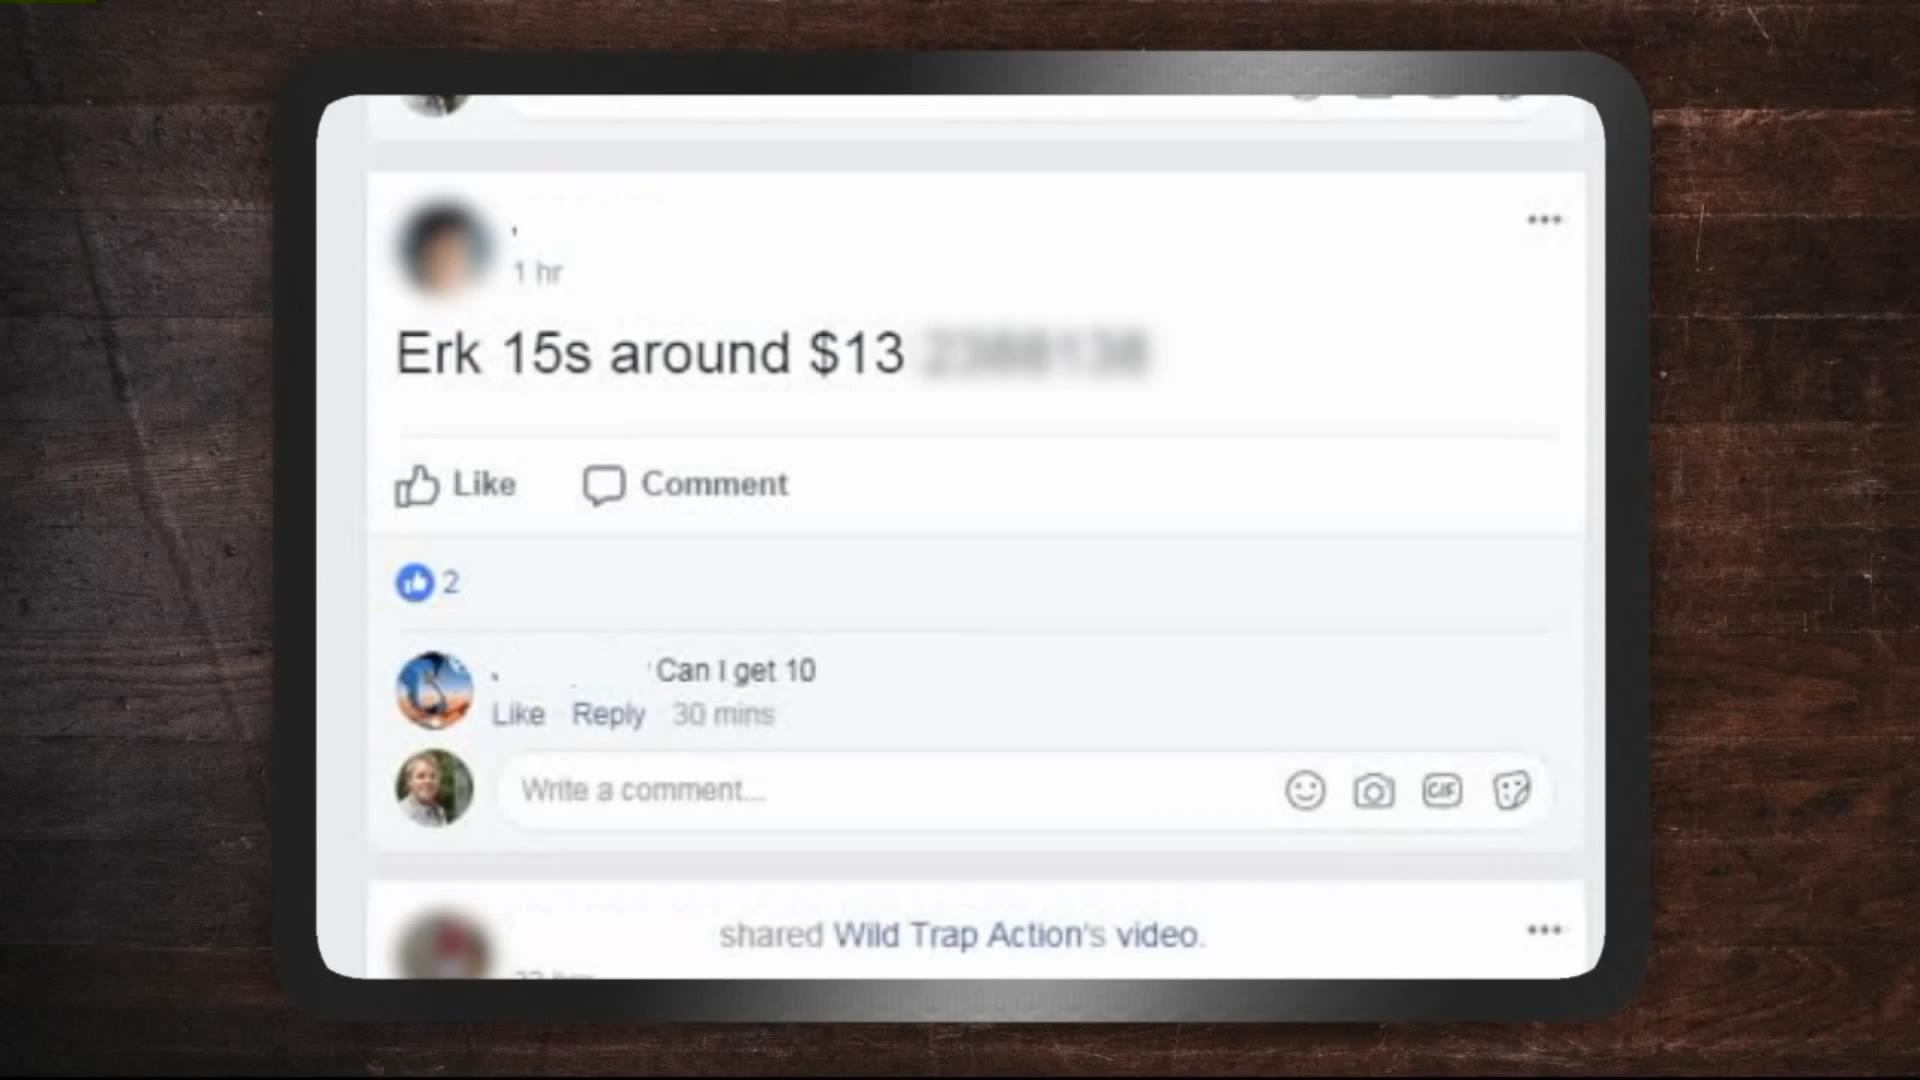 1 hr
Erk 15s around $13
Like Comment
2
Can I get 10
Like Reply 30 mins
Write a comment...
GIF
shared Wild Trap Action's video.